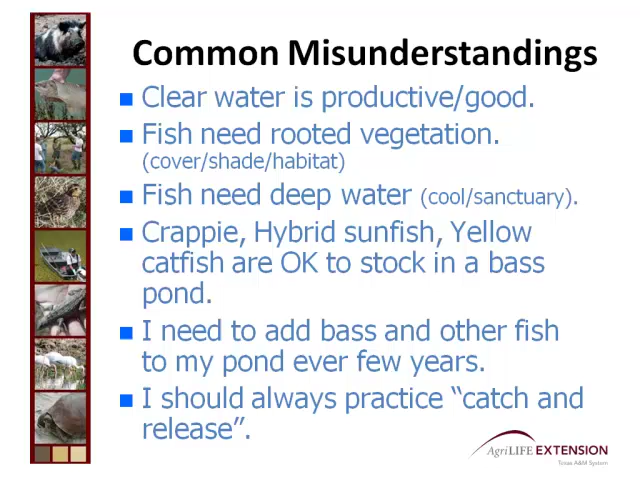 Common Misunderstandings
Clear water is productive/good.
Fish need rooted vegetation.
(cover/shade/habitat)
Fish need deep water (cool/sanctuary).
Crappie, Hybrid sunfish, Yellow
catfish are OK to stock in a bass
pond.
I need to add bass and other fish
to my pond ever few years.
I should always practice “catch and
release”.
AgriLIFE EXTENSION
Texas A&M System